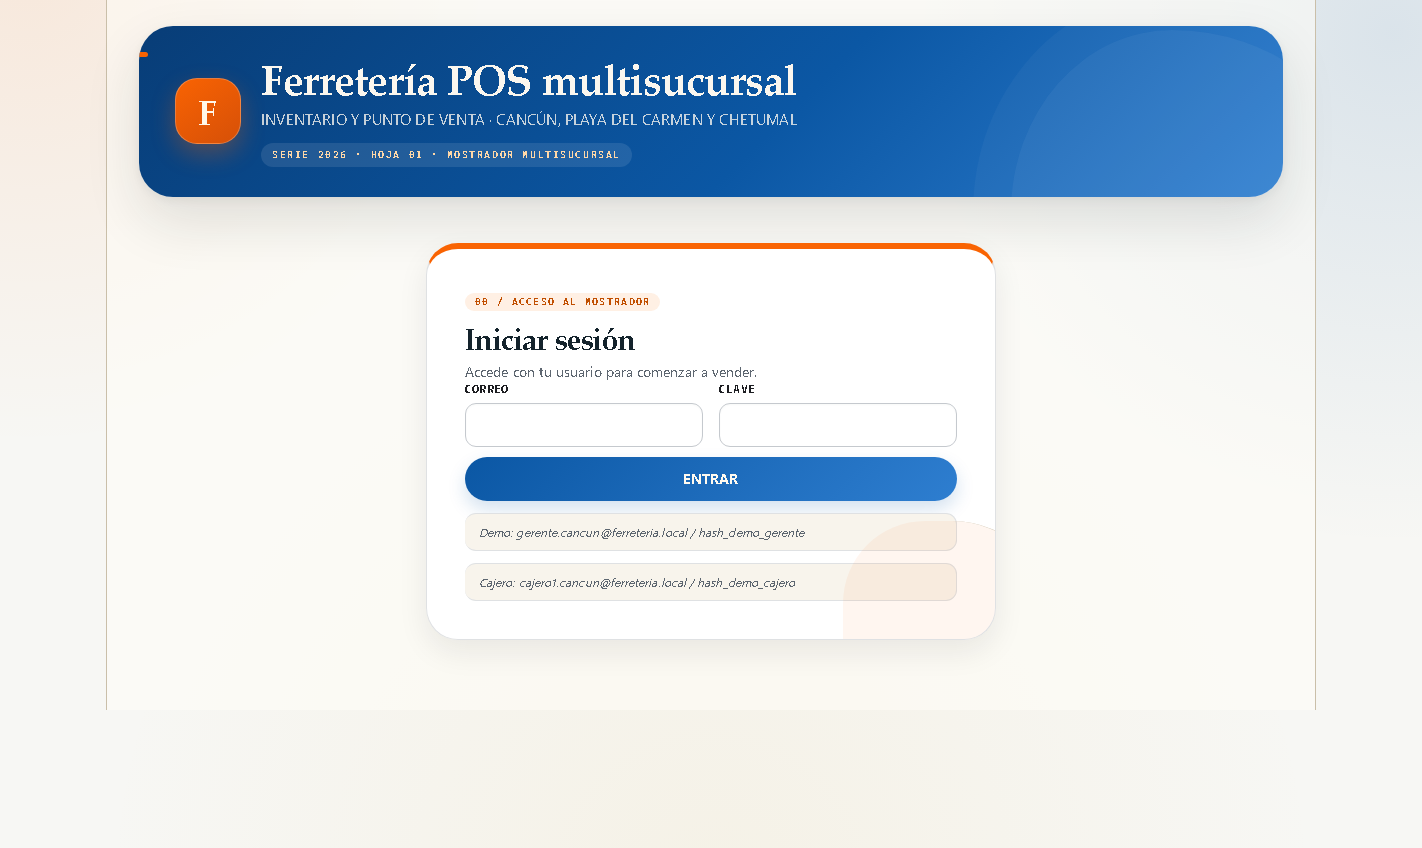 F
Ferretería POS multisucursal
INVENTARIO Y PUNTO DE VENTA · CANCÚN, PLAYA DEL CARMEN Y CHETUMAL
SERIE 2026 · HOJA 01 · MOSTRADOR MULTISUCURSAL
00 / ACCESO AL MOSTRADOR
Iniciar sesión
Accede con tu usuario para comenzar a vender.
CORREO CLAVE
ENTRAR
Demo: gerente.cancun@ferreteria.local / hash_demo_gerente
Cajero: cajero1.cancun@ferreteria.local / hash_demo_cajero